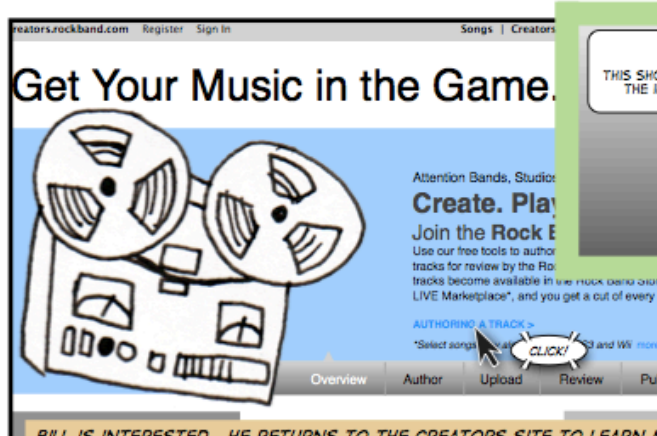 reators.rockband.com Register Sign In Songs | Creators
Get Your Music in the Game.
THIS SHO
THE
Attention Bands, Studios
Create. Play
Join the Rock B
Use our free tools to author
tracks for review by the Ro
tracks become available in the Rock Band Sto
LIVE Marketplace*, and you get a cut of every
AUTHORING A TRACK >
*Select songs and Wii more
CLICK!
Overview Author Upload Review Pu
BILL IS INTERESTED. HE RETURNS TO THE CREATORS SITE TO LEARN